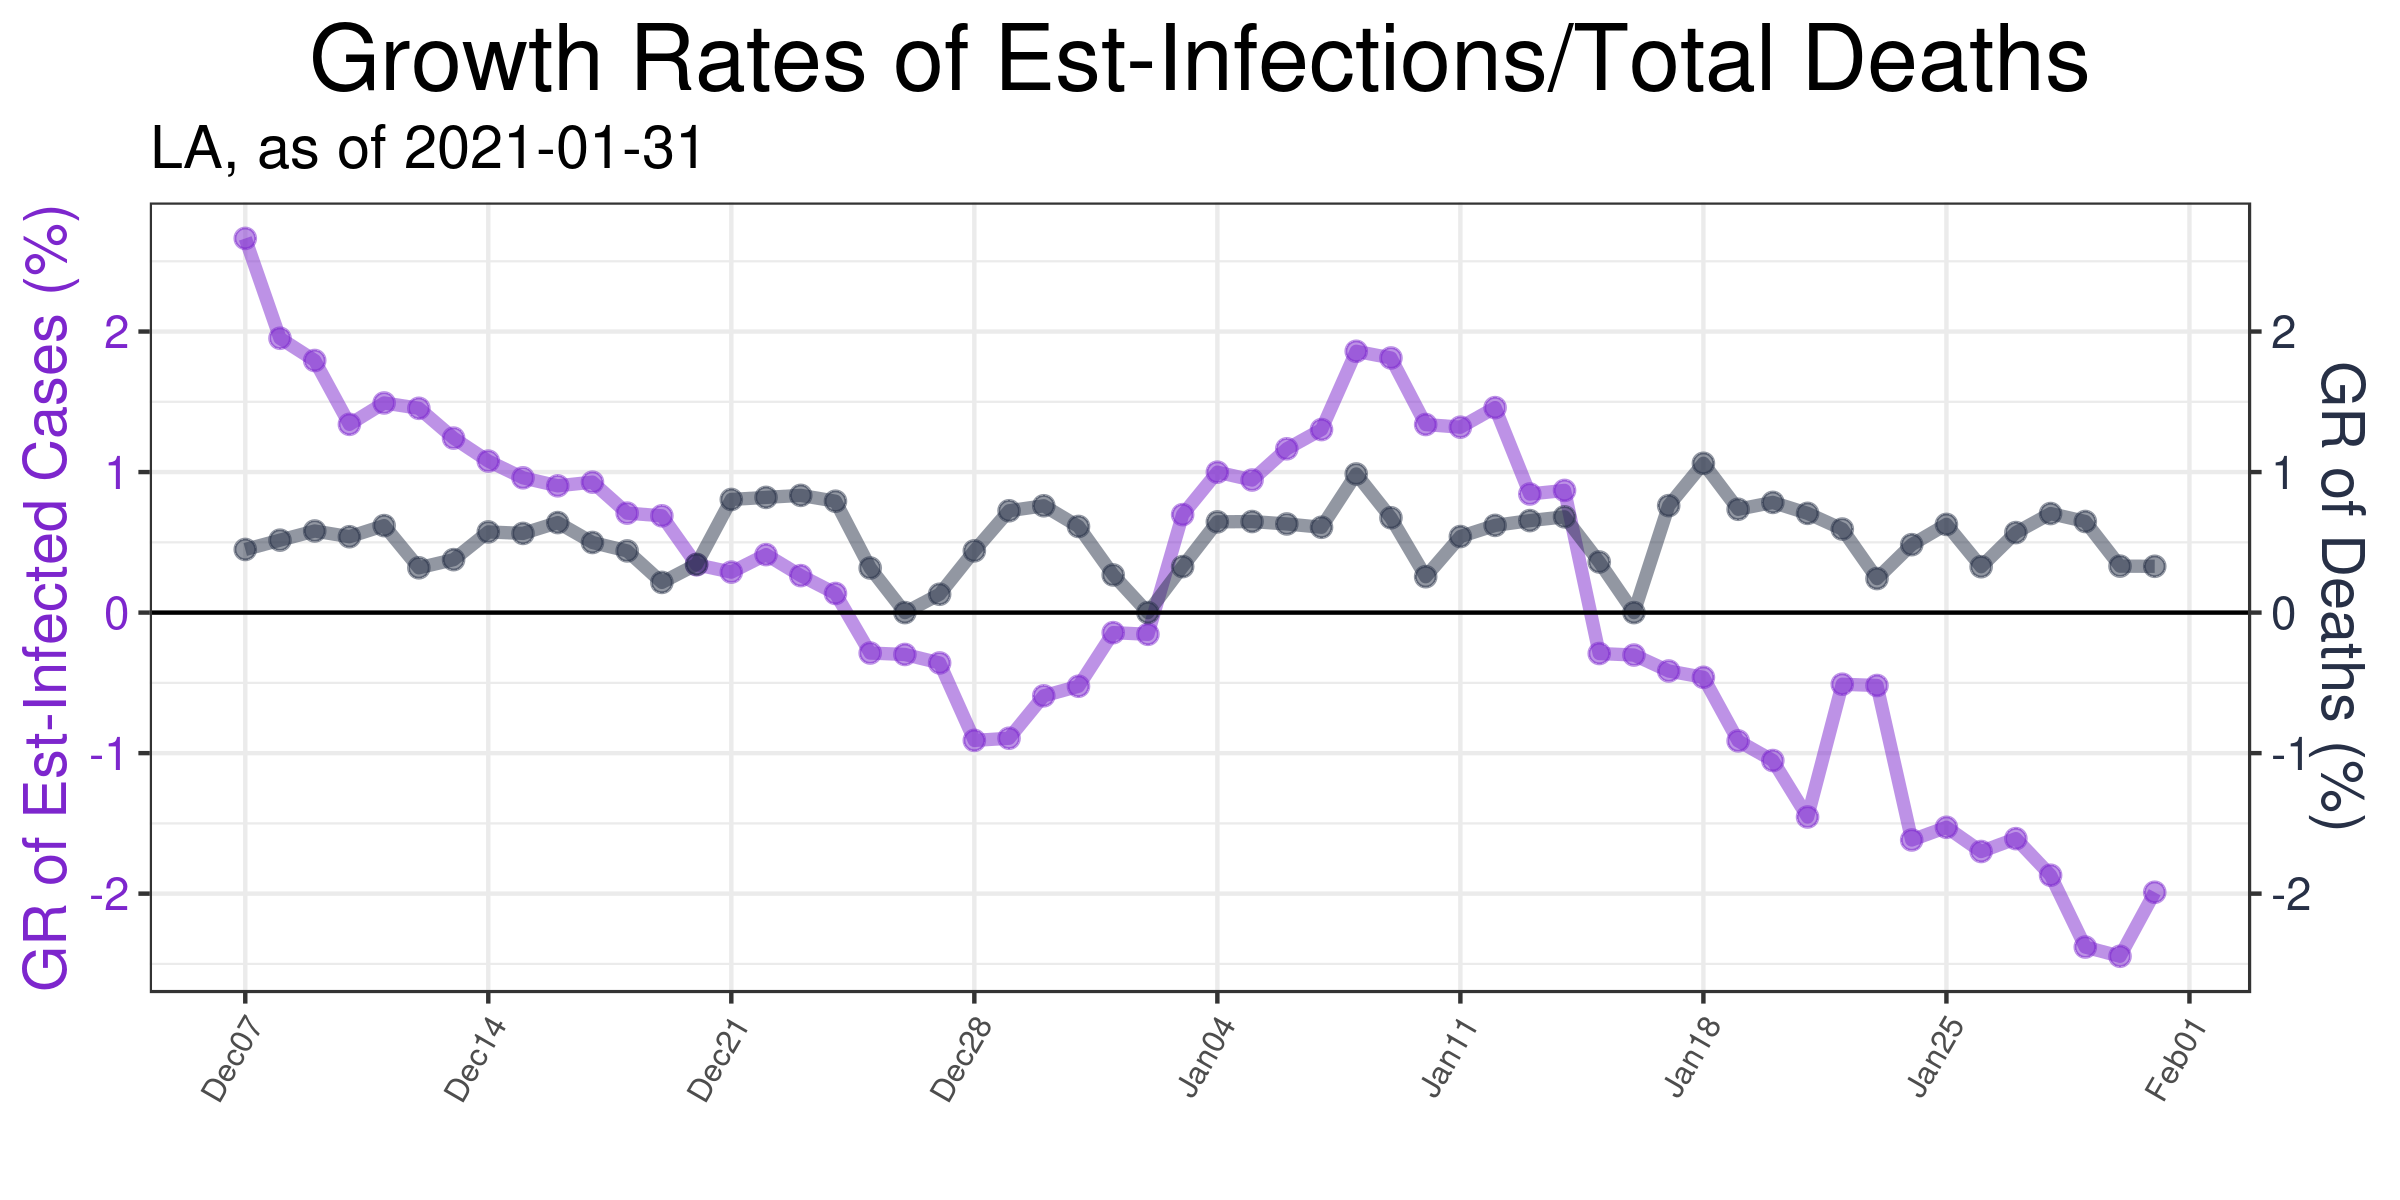 Growth Rates of Est-Infections/Total Deaths
LA, as of 2021-01-31
GR of Est-Infected Cases (%)
2
1
0
-1
-2
2
1
0
-1
-2
GR of Deaths (%)
Dec07
Dec14
Dec21
Dec28
Jan04
Jan11
Jan18
Jan25
Feb01